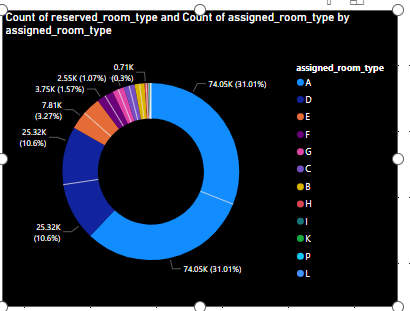 Count of reserved_room_type and Count of assigned_room_type by
assigned_room_type
0.71K
(0.3%)
2.55K (1.07%)
3.75K (1.57%)
7.81K
(3.27%)
25.32K
(10.6%)
25.32K
(10.6%)
74.05K (31.01%)
74.05K (31.01%)
assigned_room_type
A
D
E
F
G
C
B
H
I
K
P
L